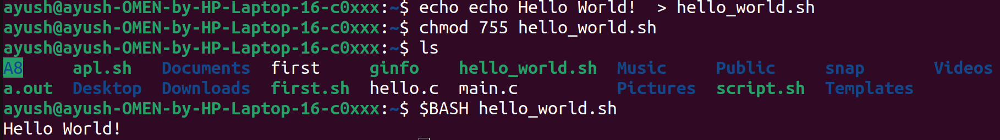 ayush@ayush-OMEN-by-HP-Laptop-16-c0xxx:~$ echo echo Hello World!  > hello_world.sh
ayush@ayush-OMEN-by-HP-Laptop-16-c0xxx:~$ chmod 755 hello_world.sh
ayush@ayush-OMEN-by-HP-Laptop-16-c0xxx:~$ ls
A8     apl.sh   Documents  first     ginfo    hello_world.sh  Music     Public     snap       Videos
a.out  Desktop  Downloads  first.sh  hello.c  main.c          Pictures  script.sh  Templates
ayush@ayush-OMEN-by-HP-Laptop-16-c0xxx:~$ $BASH hello_world.sh
Hello World!